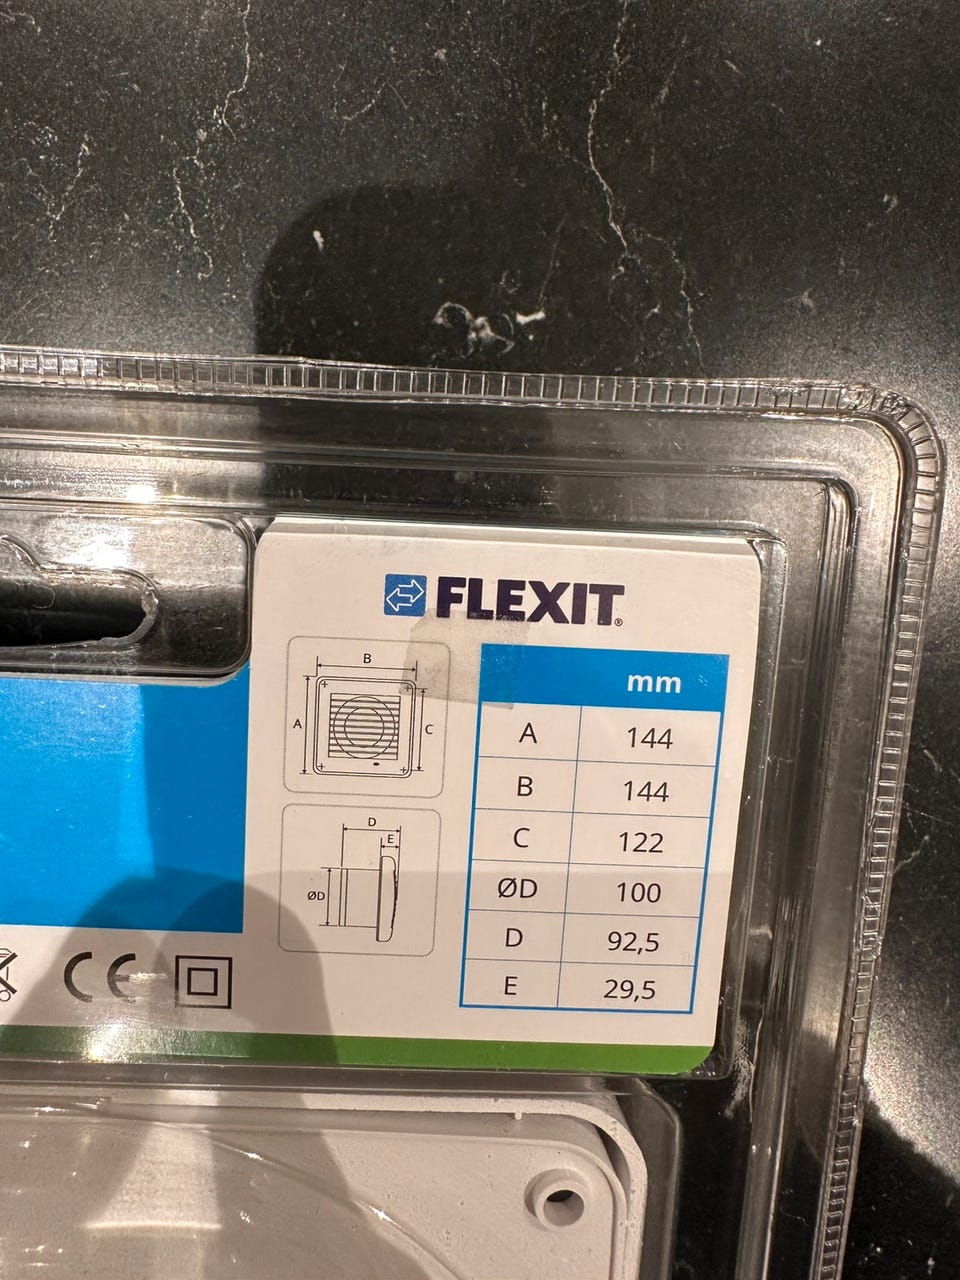 FLEXIT®
B
A
C
D
E
ØD
mm
A 144
B 144
C 122
ØD 100
D 92,5
E 29,5
CE